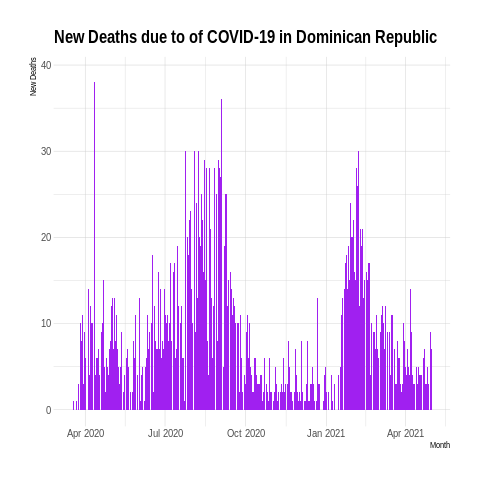 New Deaths due to of COVID-19 in Dominican Republic
New Deaths
40
30
20
10
0
Apr 2020 Jul 2020 Oct 2020 Jan 2021 Apr 2021
Month